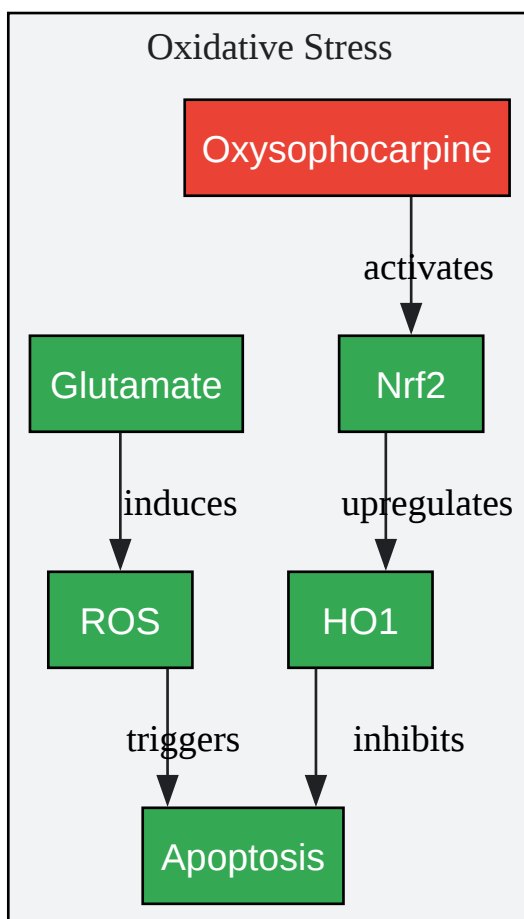 Oxidative Stress
Oxysophocarpine
activates
Glutamate
Nrf2
induces
upregulates
ROS
HO1
triggers
inhibits
Apoptosis